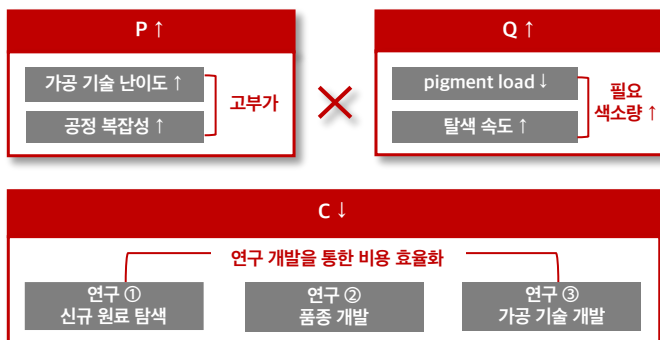 P ↑
가공 기술 난이도 ↑
공정 복잡성 ↑
고부가
×
Q ↑
pigment load ↓
탈색 속도 ↑
필요
색소량 ↑
C ↓
연구 개발을 통한 비용 효율화
연구 ①
신규 원료 탐색
연구 ②
품종 개발
연구 ③
가공 기술 개발